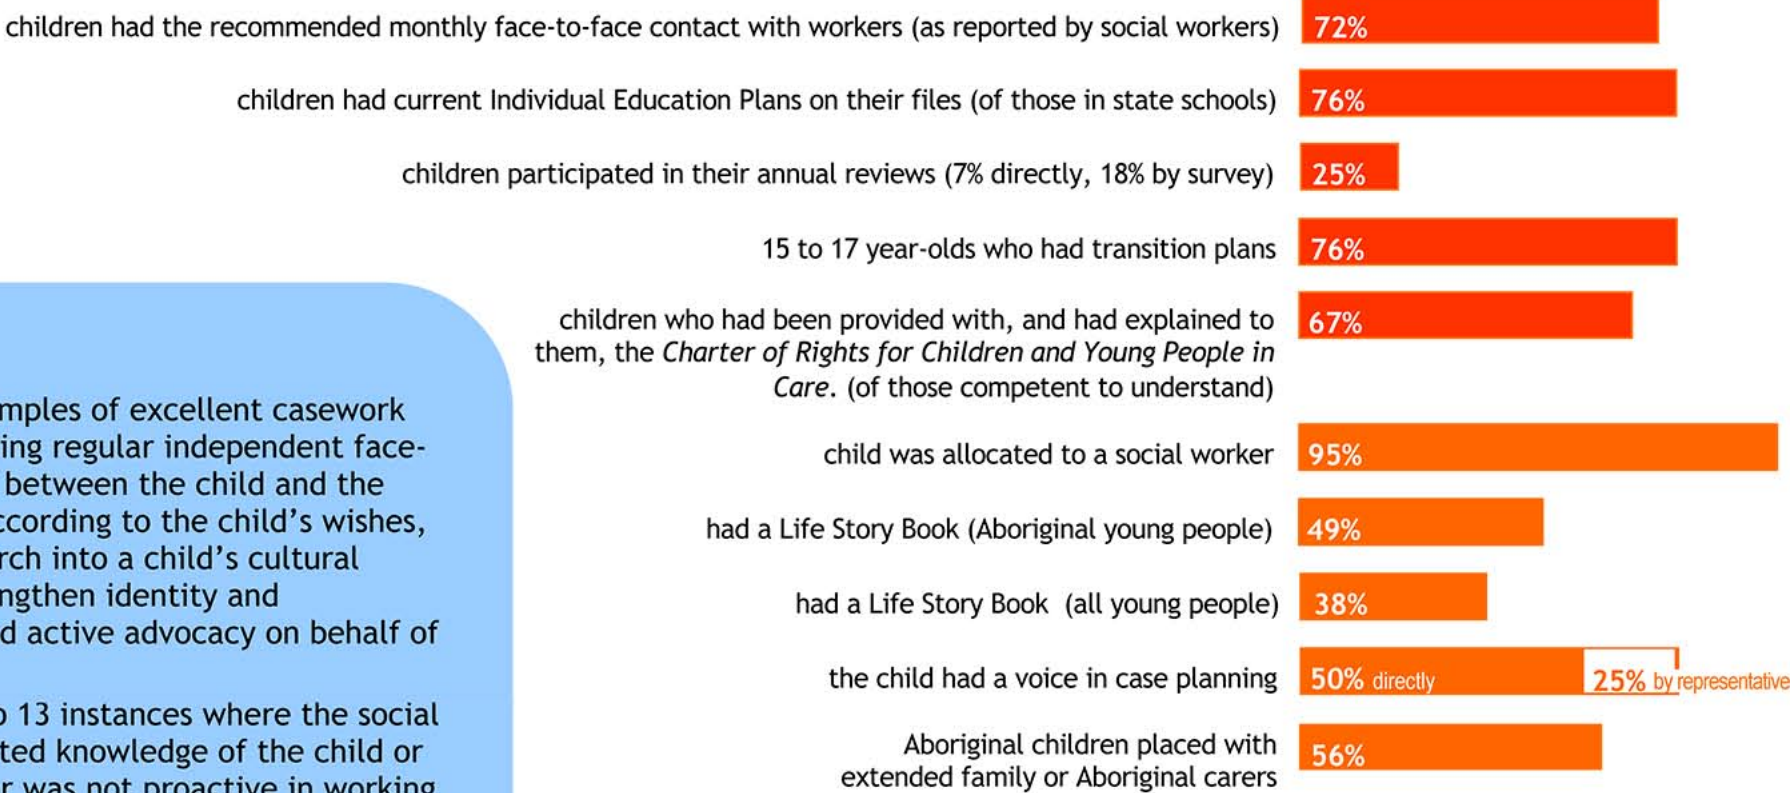 children had the recommended monthly face-to-face contact with workers (as reported by social workers) 72%
children had current Individual Education Plans on their files (of those in state schools) 76%
children participated in their annual reviews (7% directly, 18% by survey) 25%
15 to 17 year-olds who had transition plans 76%
children who had been provided with, and had explained to 67%
them, the Charter of Rights for Children and Young People in
Care. (of those competent to understand)
child was allocated to a social worker 95%
had a Life Story Book (Aboriginal young people) 49%
had a Life Story Book (all young people) 38%
the child had a voice in case planning 50% directly 25% by representative
Aboriginal children placed with 56%
extended family or Aboriginal carers
mples of excellent casework
ing regular independent face-
between the child and the
ccording to the child's wishes,
rch into a child's cultural
ngthen identity and
d active advocacy on behalf of
13 instances where the social
ted knowledge of the child or
r was not proactive in working